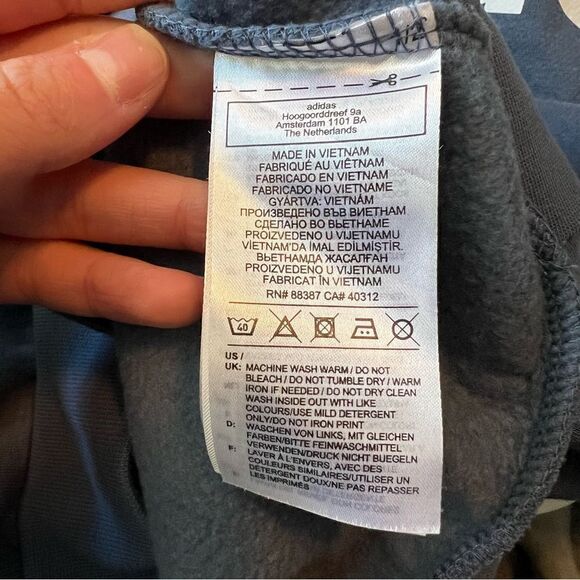 adidas
Hoogoorddreef 9a
Amsterdam 1101 BA
The Netherlands
MADE IN VIETNAM
FABRIQUÉ AU VIÊTNAM
FABRICADO EN VIETNAM
FABRICADO NO VIETNAME
GYÁRTVA: VIETNÁM
ПРОИЗВЕДЕНО ВЪВ ВИЕТНАМ
СДЕЛАНО ВО ВЬЕТНАМЕ
PROIZVEDENO U VIJETNAMU
VIETNAM'DA İMAL EDİLMİŞTİR.
ВЬЕТНАМДА ЖАСАЛҒАН
PROIZVEDENO U VIJETNAMU
FABRICAT ÎN VIETNAM
RN# 88387 CA# 40312
40
US /
UK: MACHINE WASH WARM / DO NOT
BLEACH / DO NOT TUMBLE DRY / WARM
IRON IF NEEDED / DO NOT DRY CLEAN
WASH INSIDE OUT WITH LIKE
COLOURS/USE MILD DETERGENT
ONLY/DO NOT IRON PRINT
D: WASCHEN VON LINKS, MIT GLEICHEN
FARBEN/BITTE FEINWASCHMITTEL
VERWENDEN/DRUCK NICHT BUEGELN
F: LAVER À L'ENVERS, AVEC DES
COULEURS SIMILAIRES/UTILISER UN
DÉTERGENT DOUX/NE PAS REPASSER
LES IMPRIMÉS